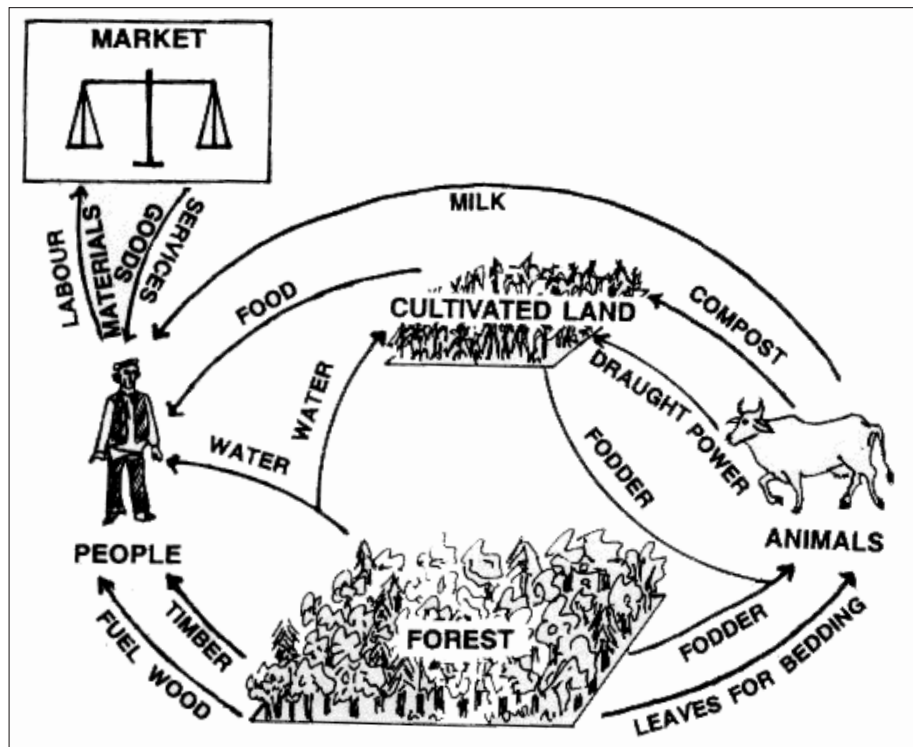 MARKET
LABOUR
MATERIALS
GOODS
SERVICES
MILK
FOOD
CULTIVATED LAND
COMPOST
DRAUGHT POWER
WATER
WATER
FODDER
PEOPLE
ANIMALS
TIMBER
FUEL WOOD
FOREST
FODDER
LEAVES FOR BEDDING